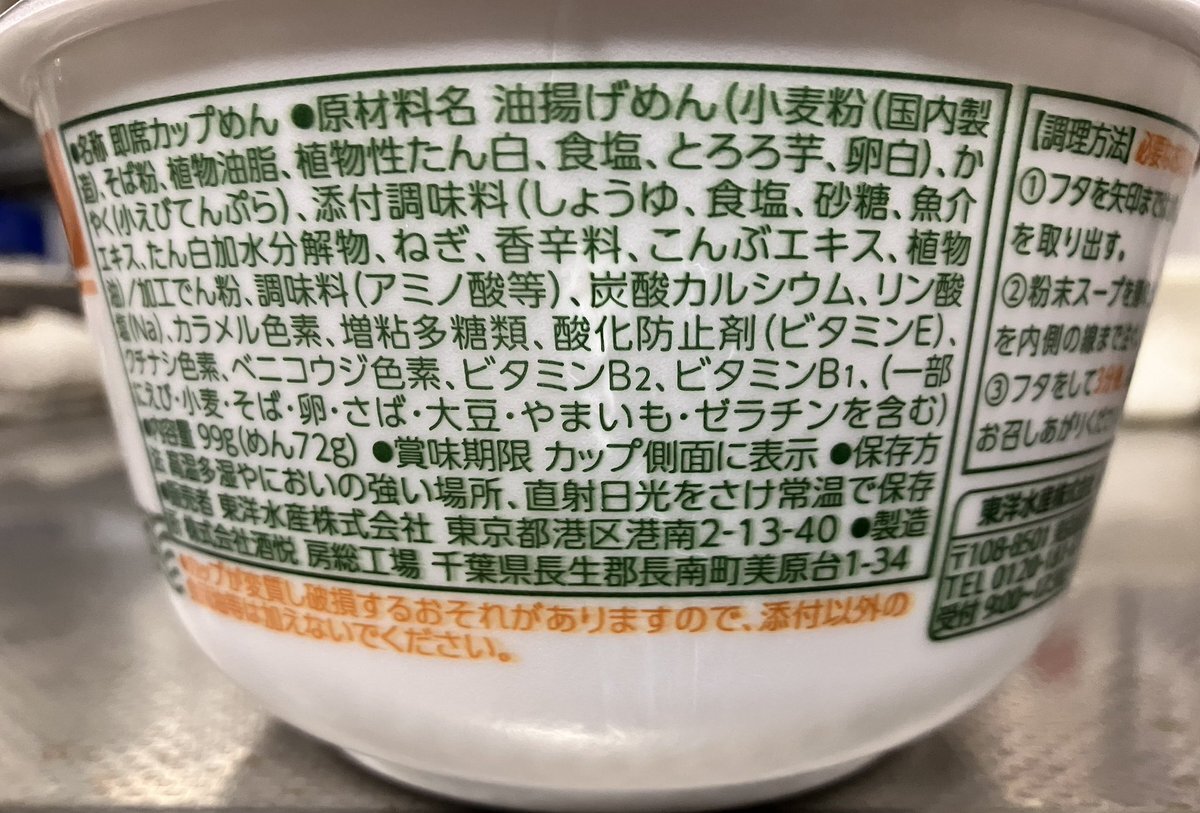 ●名称 即席カップめん ●原材料名 油揚げめん(小麦粉(国内製
造)、そば粉、植物油脂、植物性たん白、食塩、とろろ芋、卵白)、か
やく(小えびてんぷら)、添付調味料(しょうゆ、食塩、砂糖、魚介
エキス、たん白加水分解物、ねぎ、香辛料、こんぶエキス、植物
油)/加工でん粉、調味料(アミノ酸等)、炭酸カルシウム、リン酸
塩(Na)、カラメル色素、増粘多糖類、酸化防止剤(ビタミンE)、
クチナシ色素、ベニコウジ色素、ビタミンB2、ビタミンB1、(一部
にえび・小麦・そば・卵・さば・大豆・やまいも・ゼラチンを含む)
●内容量 99g(めん72g) ●賞味期限 カップ側面に表示 ●保存方
法 高温多湿やにおいの強い場所、直射日光をさけ常温で保存
●販売者 東洋水産株式会社 東京都港区港南2-13-40 ●製造
所 株式会社酒悦 房総工場 千葉県長生郡長南町美原台1-34
●カップが変質し破損するおそれがありますので、添付以外の
は加えないでください。
【調理方法】必要な
①フタを矢印まで
を取り出す。
②粉末スープを
を内側の線まで
③フタをして3分
お召しあがりくだ
東洋水産株式会社
〒108-8501
TEL 0120-
受付 9:00-